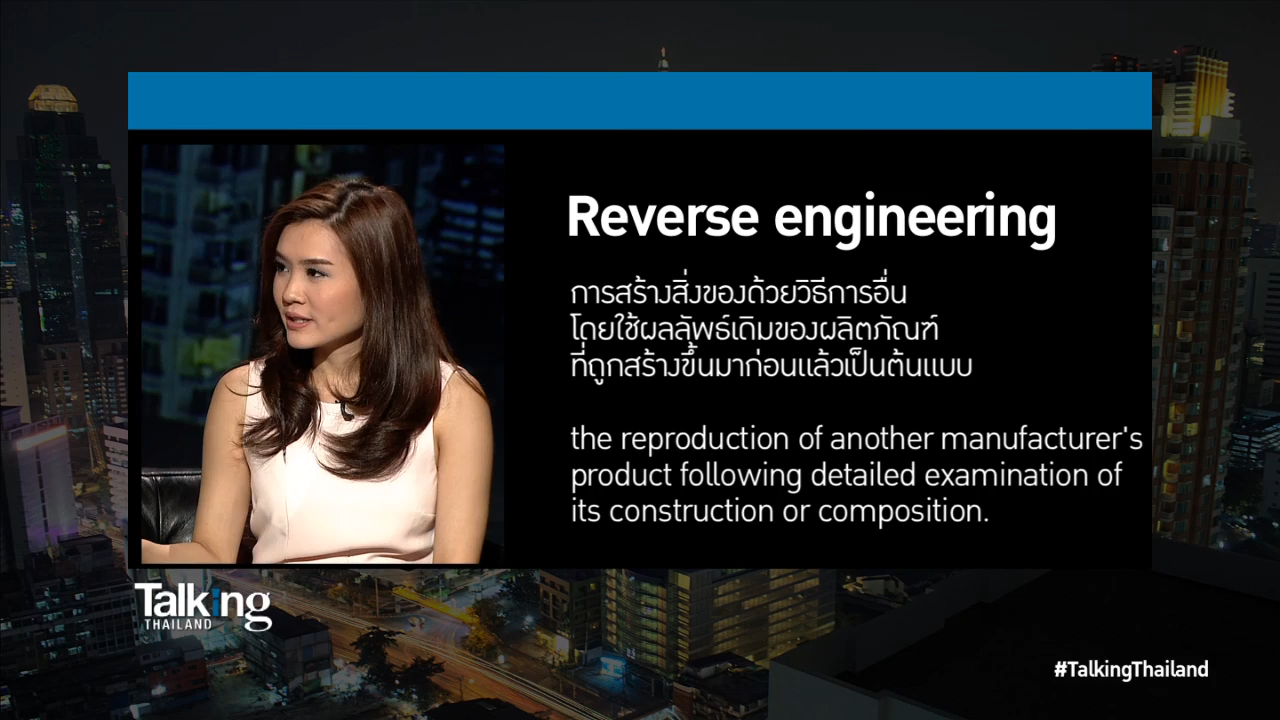 Reverse engineering
การสร้างสิ่งของด้วยวิธีการอื่น
โดยใช้ผลลัพธ์เดิมของผลิตภัณฑ์
ที่ถูกสร้างขึ้นมาก่อนแล้วเป็นต้นแบบ
the reproduction of another manufacturer's
product following detailed examination of
its construction or composition.
Talking
THAILAND
#TalkingThailand